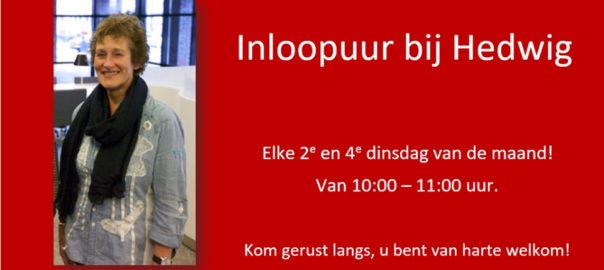 Inloopuur bij Hedwig
Elke 2ᵉ en 4ᵉ dinsdag van de maand!
Van 10:00 – 11:00 uur.
Kom gerust langs, u bent van harte welkom!